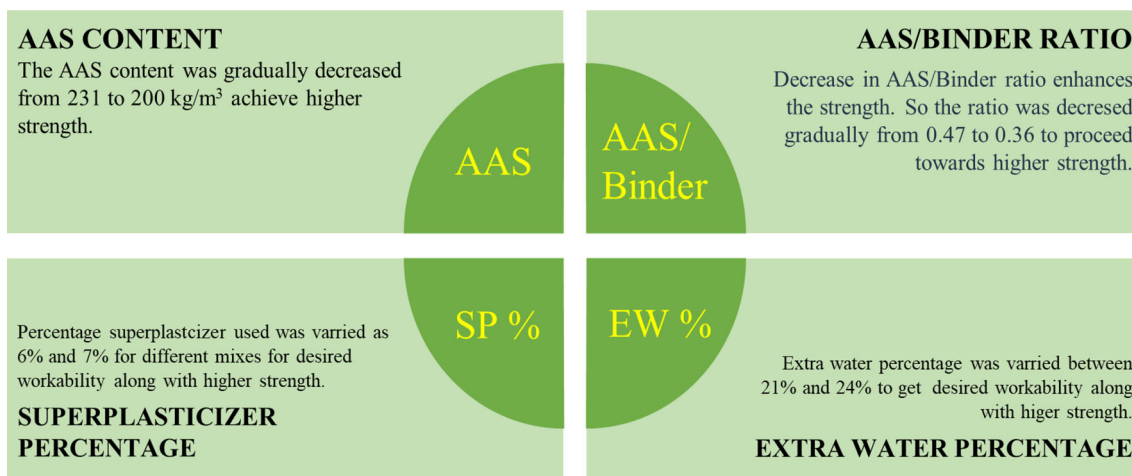 AAS CONTENT
The AAS content was gradually decreased
from 231 to 200 kg/m³ achieve higher
strength.
AAS
AAS/BINDER RATIO
Decrease in AAS/Binder ratio enhances
the strength. So the ratio was decresed
gradually from 0.47 to 0.36 to proceed
towards higher strength.
AAS/
Binder
Percentage superplastcizer used was varried as
6% and 7% for different mixes for desired
workability along with higher strength.
SUPERPLASTICIZER
PERCENTAGE
SP %
EW %
Extra water percentage was varried between
21% and 24% to get desired workability along
with higer strength.
EXTRA WATER PERCENTAGE